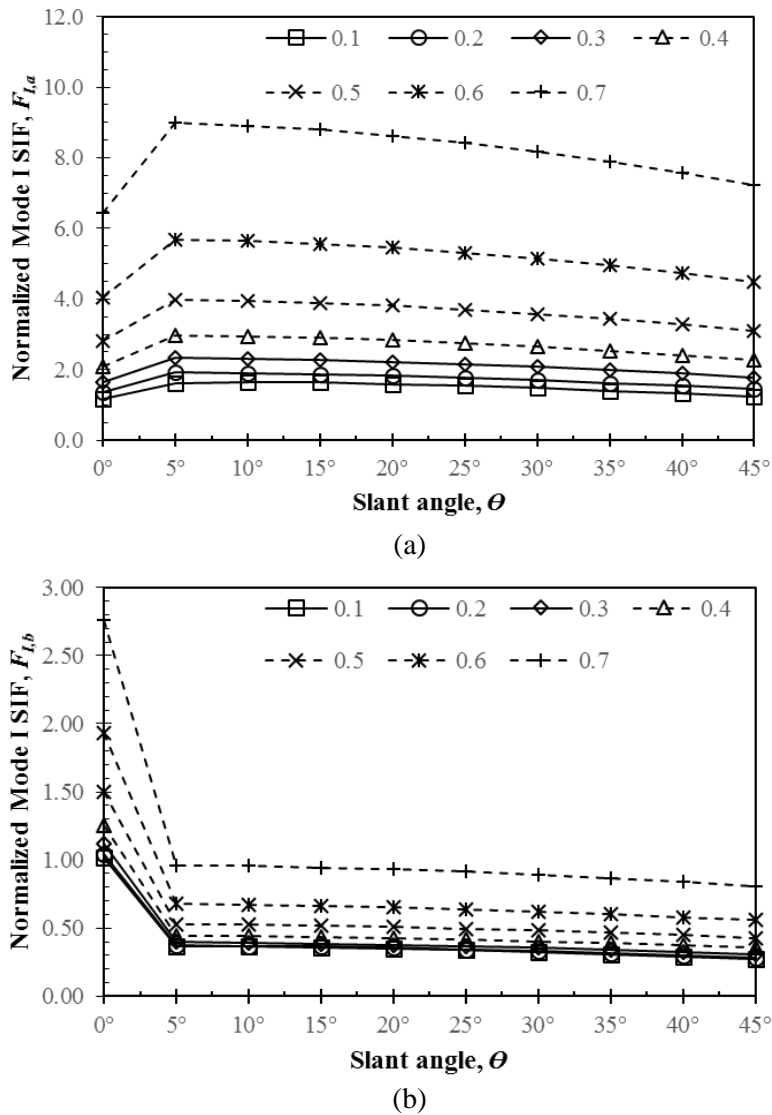 12.0
0.1 0.2 0.3 0.4
10.0
0.5 0.6 0.7
8.0
6.0
4.0
2.0
0.0
Normalized Mode I SIF, F_{I,a}
0° 5° 10° 15° 20° 25° 30° 35° 40° 45°
Slant angle, Θ
(a)
3.00
0.1 0.2 0.3 0.4
2.50
0.5 0.6 0.7
2.00
1.50
1.00
0.50
0.00
Normalized Mode I SIF, F_{I,b}
0° 5° 10° 15° 20° 25° 30° 35° 40° 45°
Slant angle, Θ
(b)